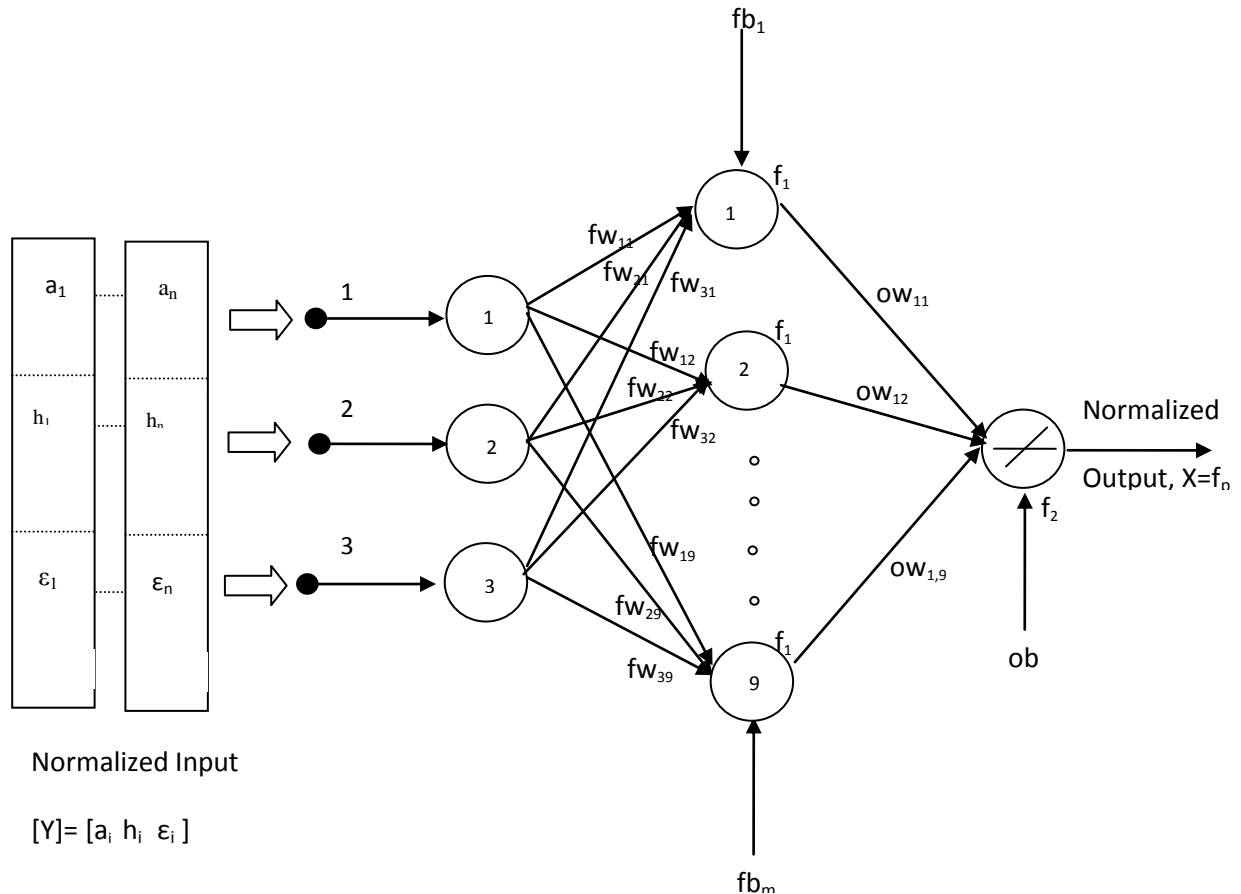 fb₁
f₁
1
fw₁₁
fw₂₁
fw₃₁
ow₁₁
a₁
aₙ
1
1
fw₁₂
f₁
2
fw₂₂
ow₁₂
fw₃₂
h₁
hₙ
2
2
Normalized
Output, X=fₚ
f₂
ε₁
εₙ
3
3
fw₁₉
fw₂₉
fw₃₉
f₁
9
ow₁,₉
ob
Normalized Input
[Y]= [aᵢ hᵢ εᵢ ]
fbₘ